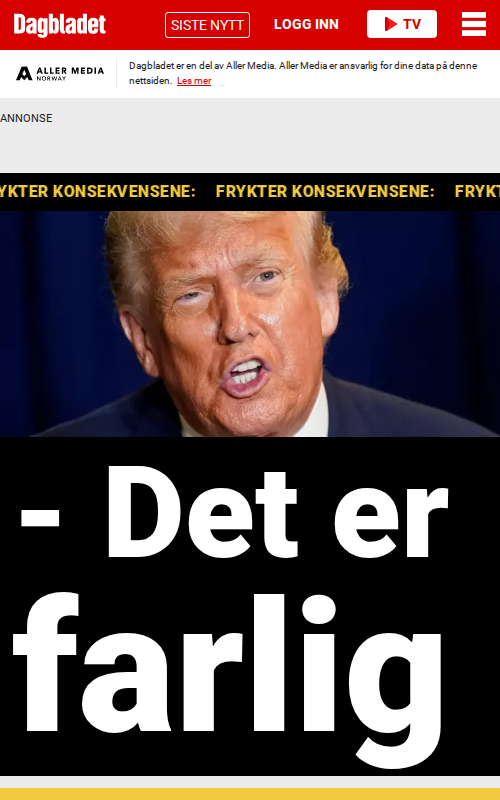 Dagbladet
SISTE NYTT
LOGG INN
TV
ALLER MEDIA
NORWAY
Dagbladet er en del av Aller Media. Aller Media er ansvarlig for dine data på denne
nettsiden. Les mer
ANNONSE
YKTER KONSEKVENSENE: FRYKTER KONSEKVENSENE: FRYKT
- Det er
farlig